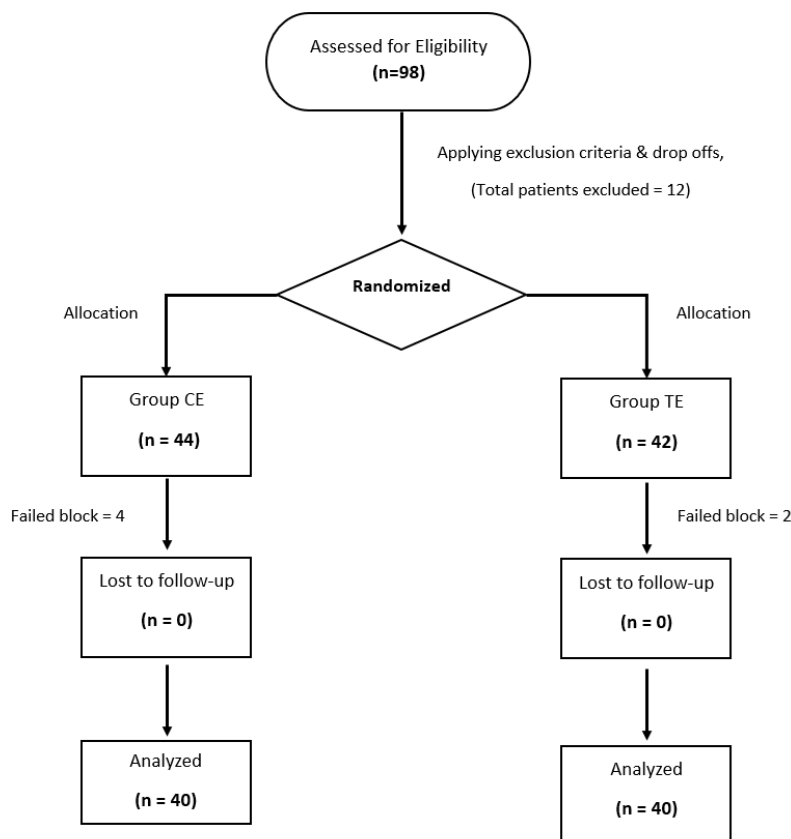 Assessed for Eligibility
(n=98)
Applying exclusion criteria & drop offs,
(Total patients excluded = 12)
Randomized
Allocation
Allocation
Group CE
(n = 44)
Group TE
(n = 42)
Failed block = 4
Failed block = 2
Lost to follow-up
(n = 0)
Lost to follow-up
(n = 0)
Analyzed
(n = 40)
Analyzed
(n = 40)